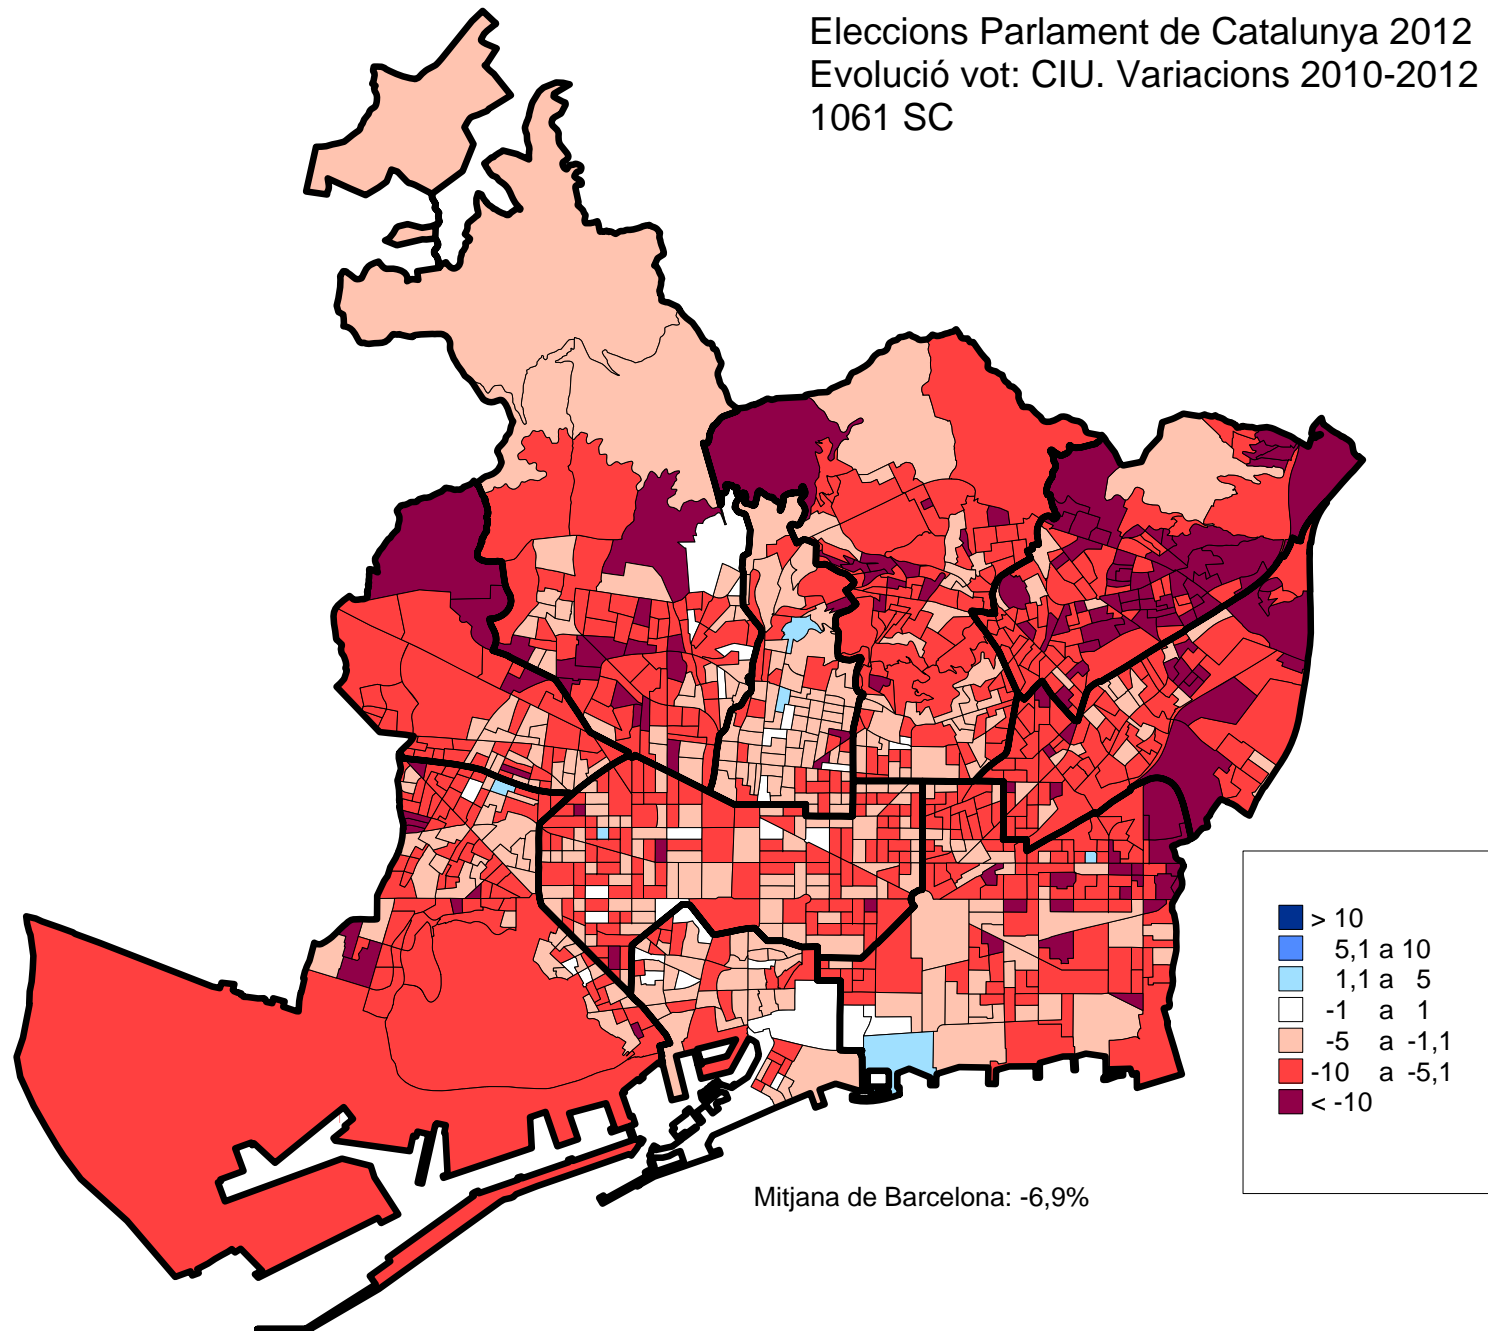 Eleccions Parlament de Catalunya 2012
Evolució vot: CIU. Variacions 2010-2012
1061 SC
> 10
5,1 a 10
1,1 a 5
-1 a 1
-5 a -1,1
-10 a -5,1
< -10
Mitjana de Barcelona: -6,9%